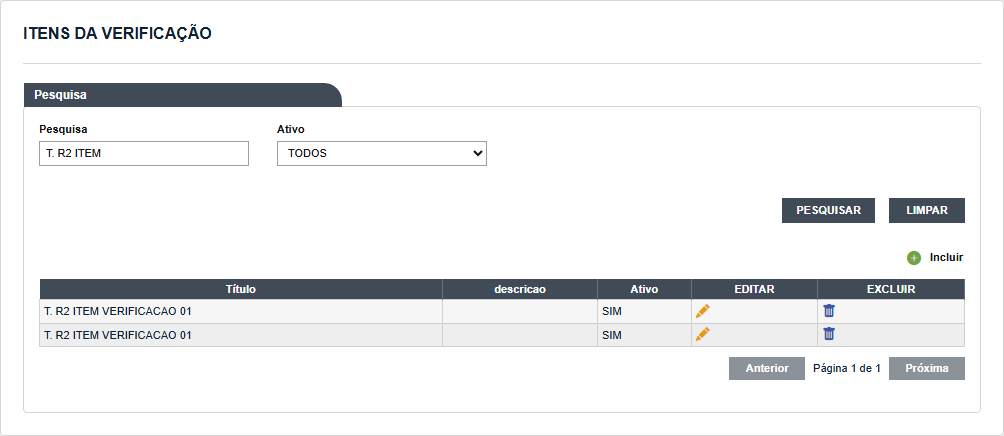 ITENS DA VERIFICAÇÃO
Pesquisa
Pesquisa Ativo
T. R2 ITEM TODOS
PESQUISAR LIMPAR
Incluir
Título descricao Ativo EDITAR EXCLUIR
T. R2 ITEM VERIFICACAO 01 SIM
T. R2 ITEM VERIFICACAO 01 SIM
Anterior Página 1 de 1 Próxima